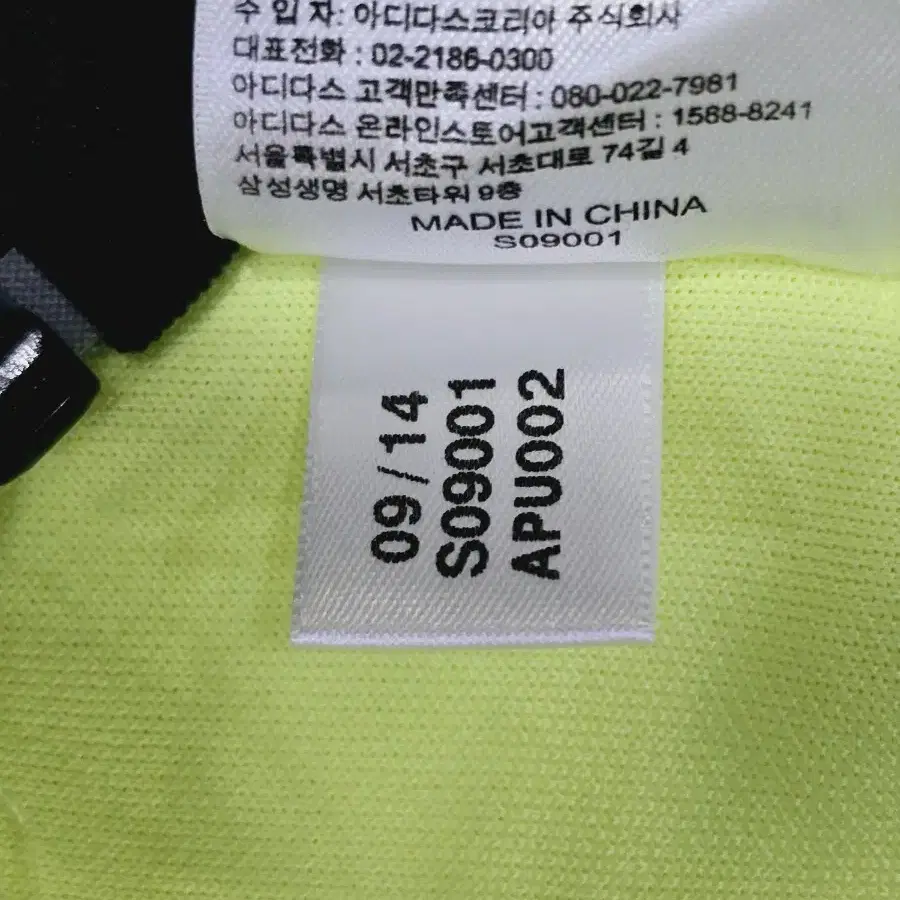 수 입 자: 아디다스코리아 주식회사
대표전화 : 02-2186-0300
아디다스 고객만족센터 : 080-022-7981
아디다스 온라인스토어고객센터 : 1588-8241
서울특별시 서초구 서초대로 74길 4
삼성생명 서초타워 9층
MADE IN CHINA
S09001
09/14
S09001
APU002